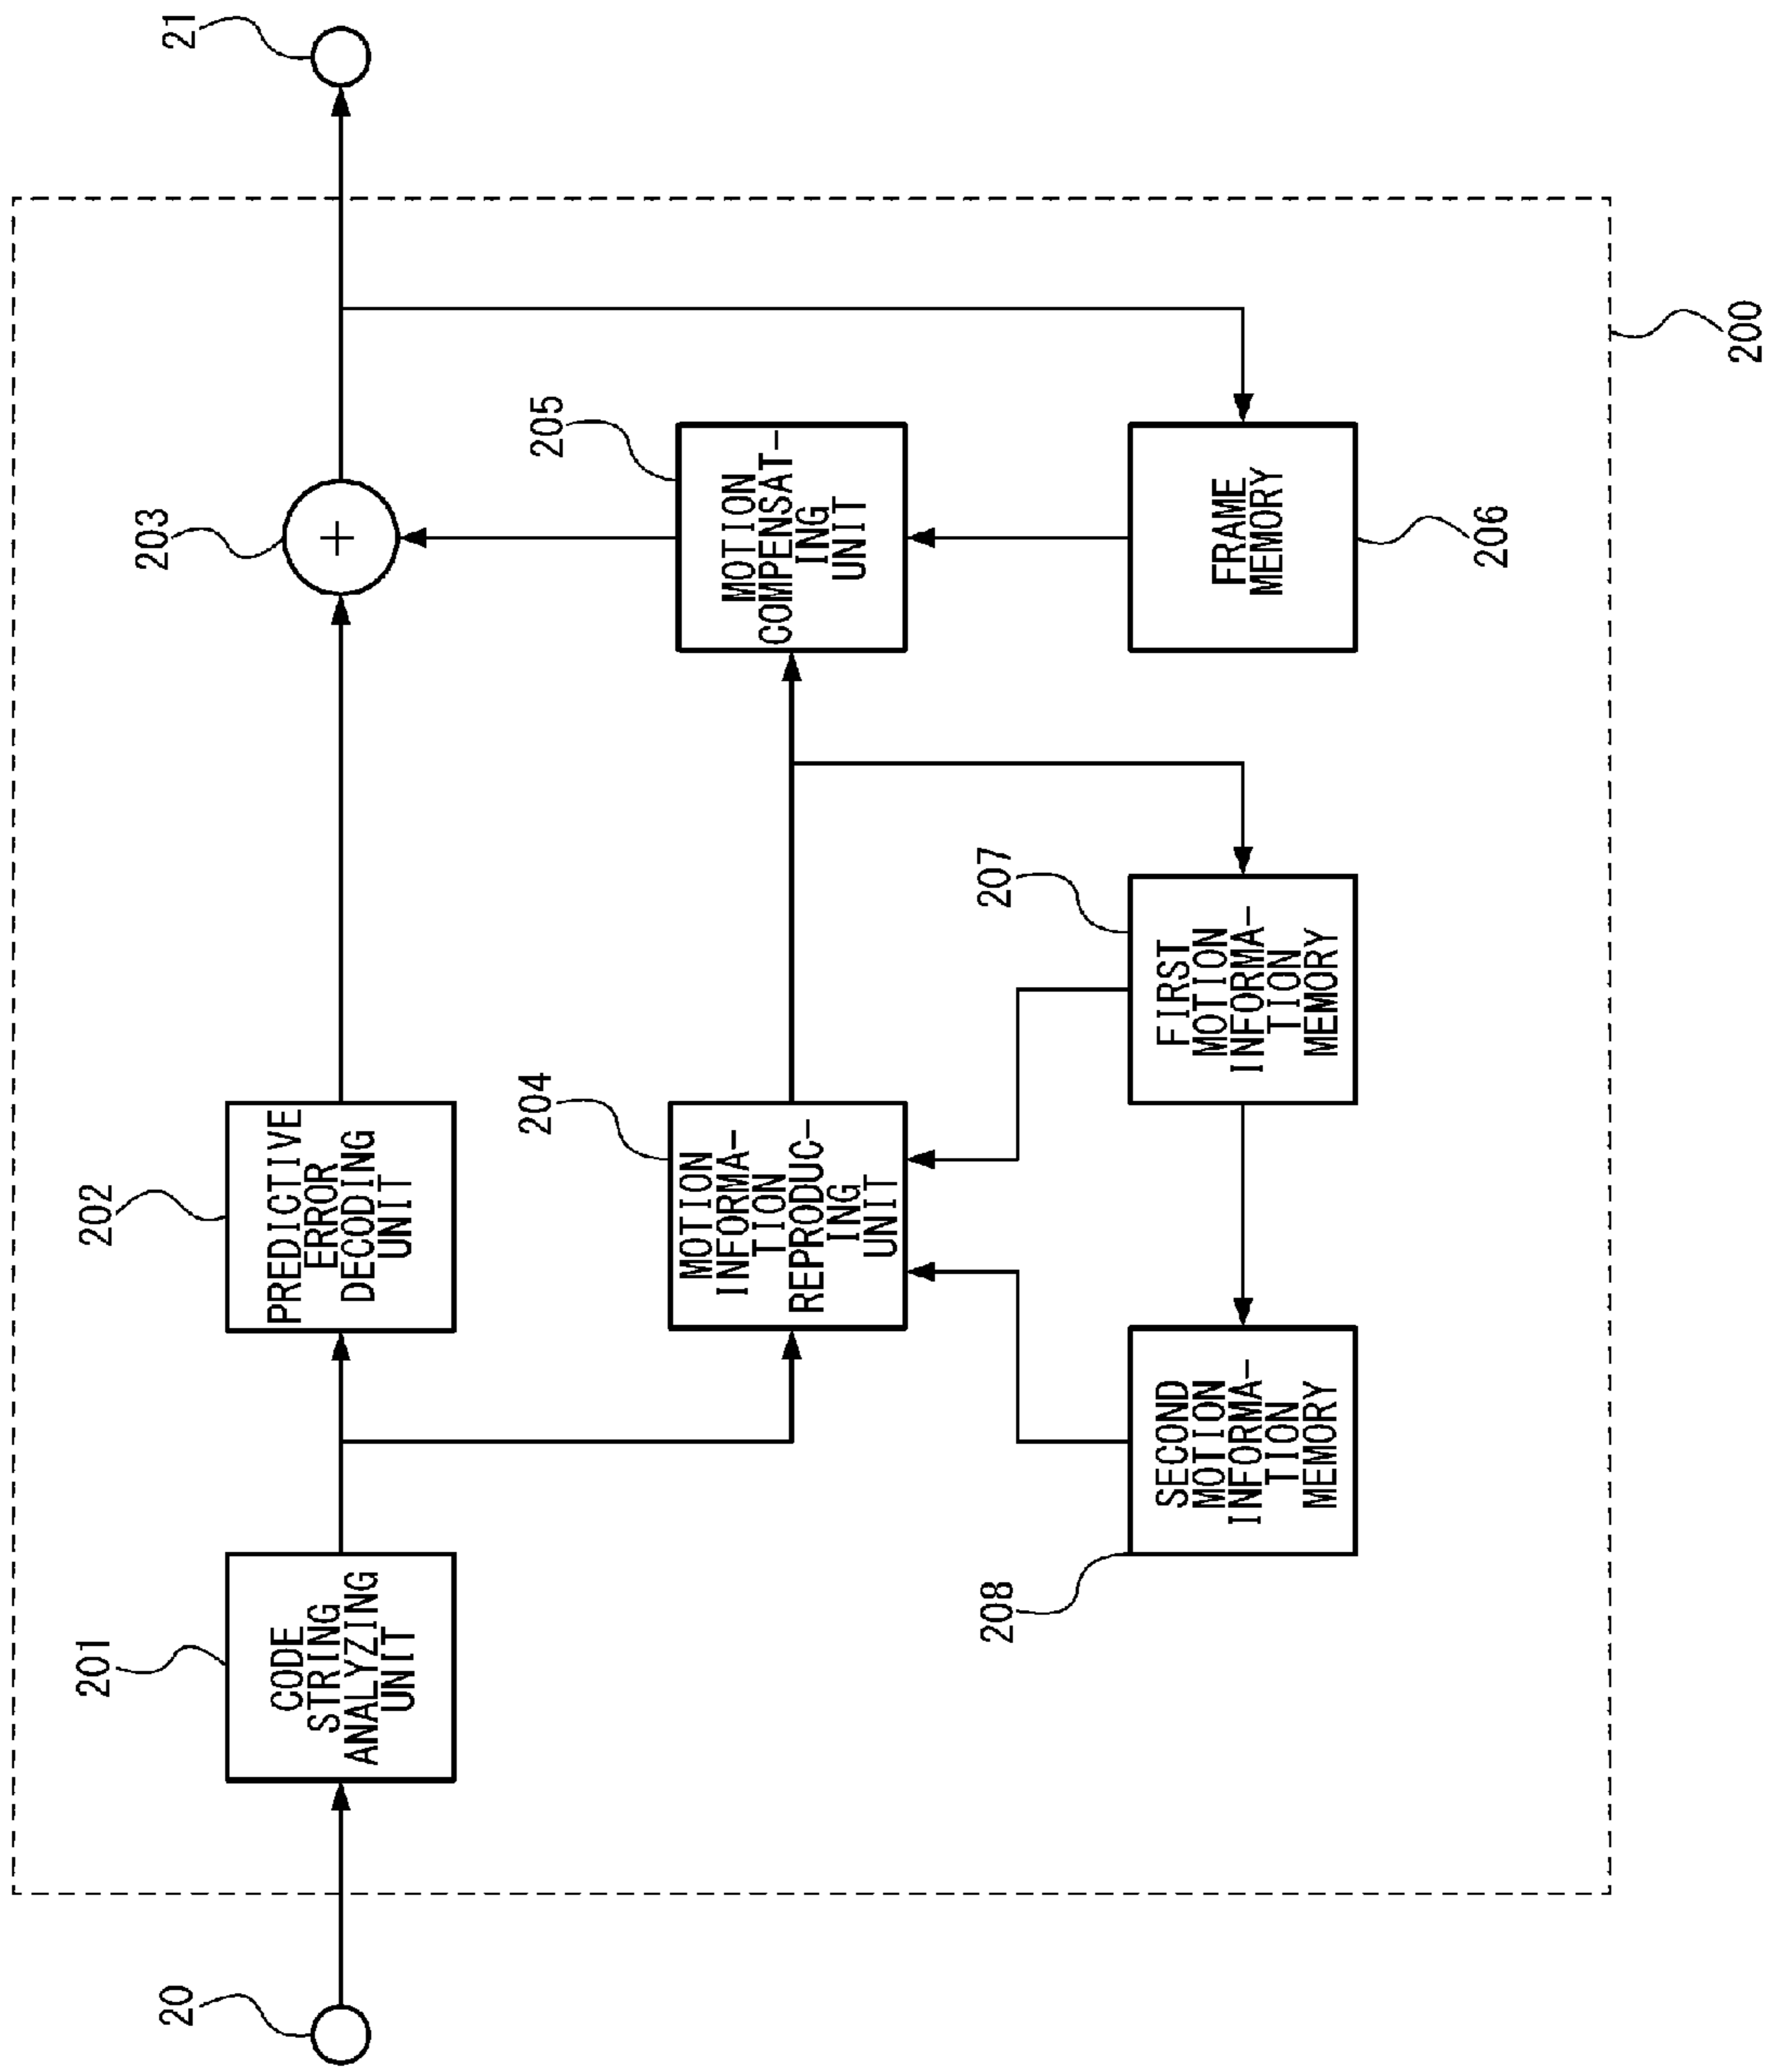 20
21
200
201
CODE
STRING
ANALYZING
UNIT
202
PREDICTIVE
ERROR
DECODING
UNIT
203
+
204
MOTION
INFORMA-
TION
REPRODUC-
ING
UNIT
205
MOTION
COMPENSAT-
ING
UNIT
208
SECOND
MOTION
INFORMA-
TION
MEMORY
207
FIRST
MOTION
INFORMA-
TION
MEMORY
FRAME
MEMORY
206